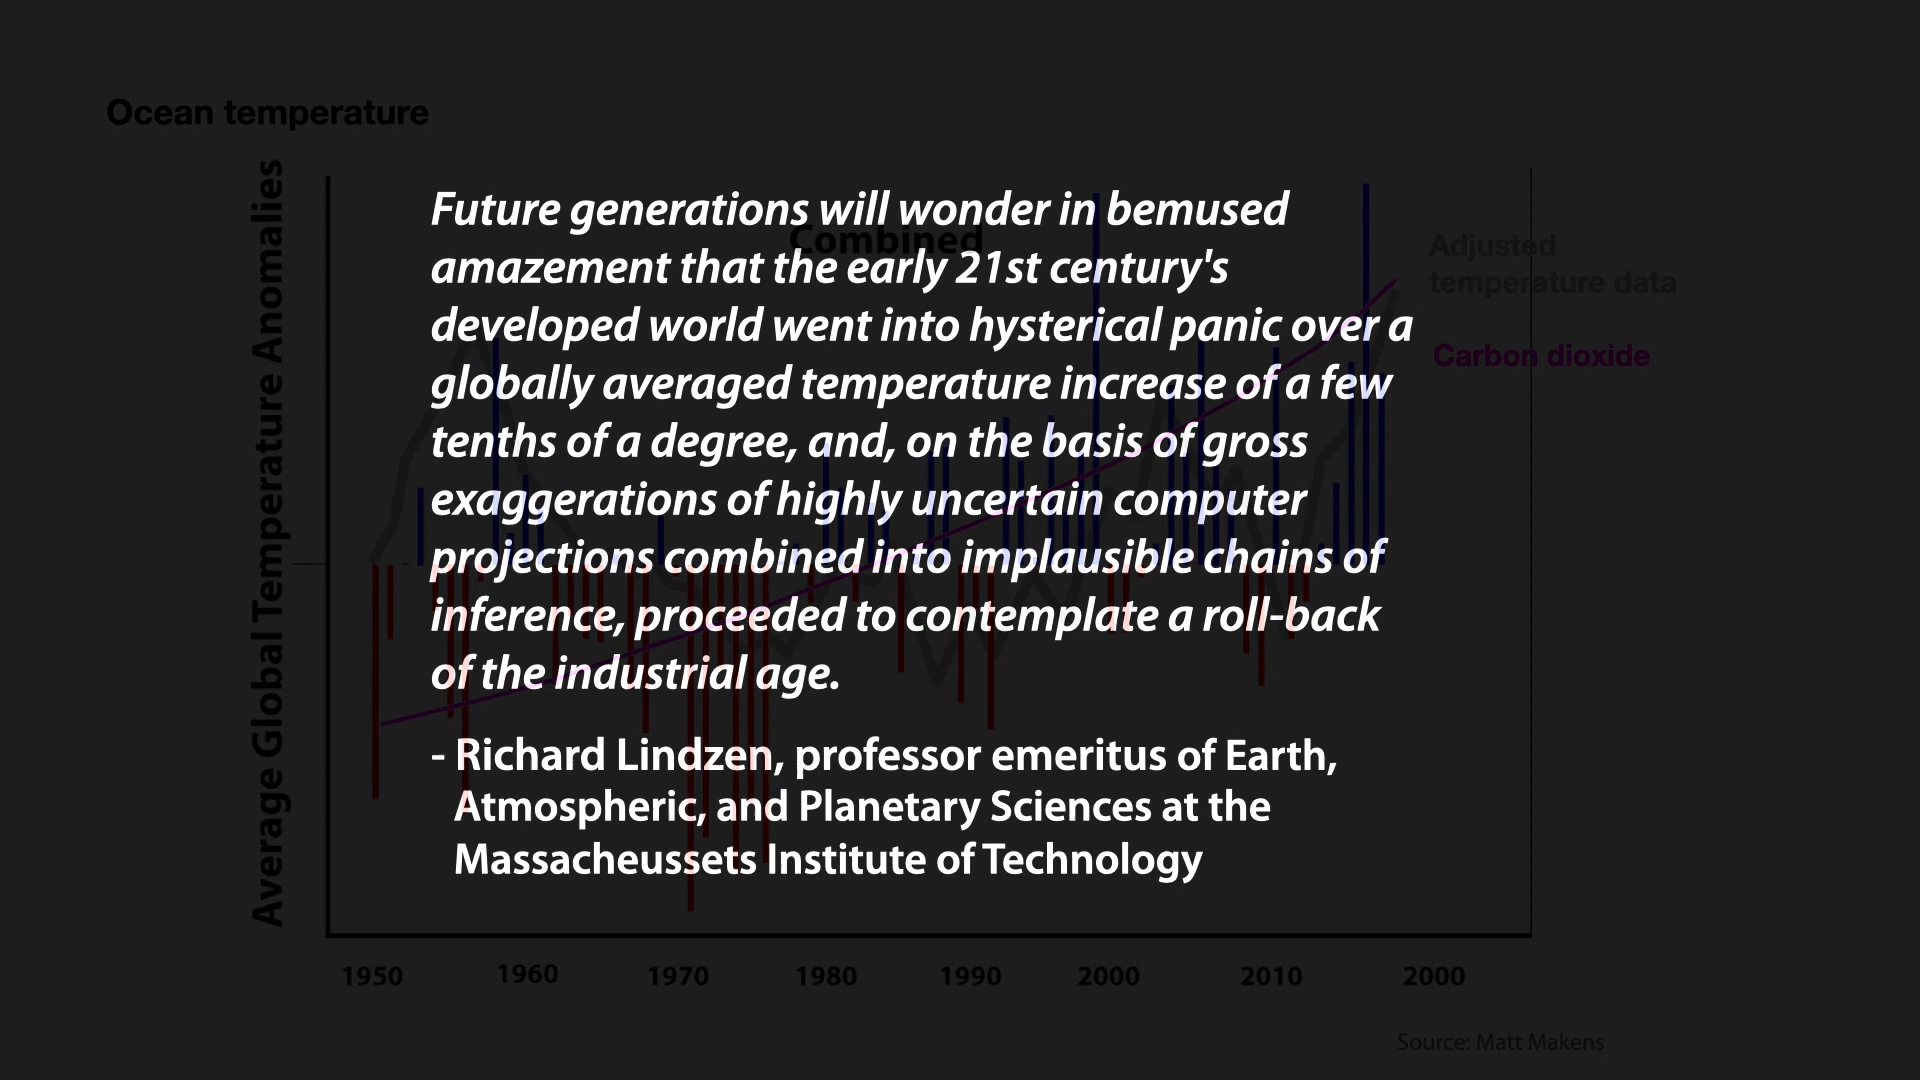 Ocean temperature
Average Global Temperature Anomalies
Combined
Adjusted
temperature data
Carbon dioxide
Future generations will wonder in bemused
amazement that the early 21st century's
developed world went into hysterical panic over a
globally averaged temperature increase of a few
tenths of a degree, and, on the basis of gross
exaggerations of highly uncertain computer
projections combined into implausible chains of
inference, proceeded to contemplate a roll-back
of the industrial age.
- Richard Lindzen, professor emeritus of Earth,
Atmospheric, and Planetary Sciences at the
Massacheussets Institute of Technology
1950 1960 1970 1980 1990 2000 2010 2000
Source: Matt Makens